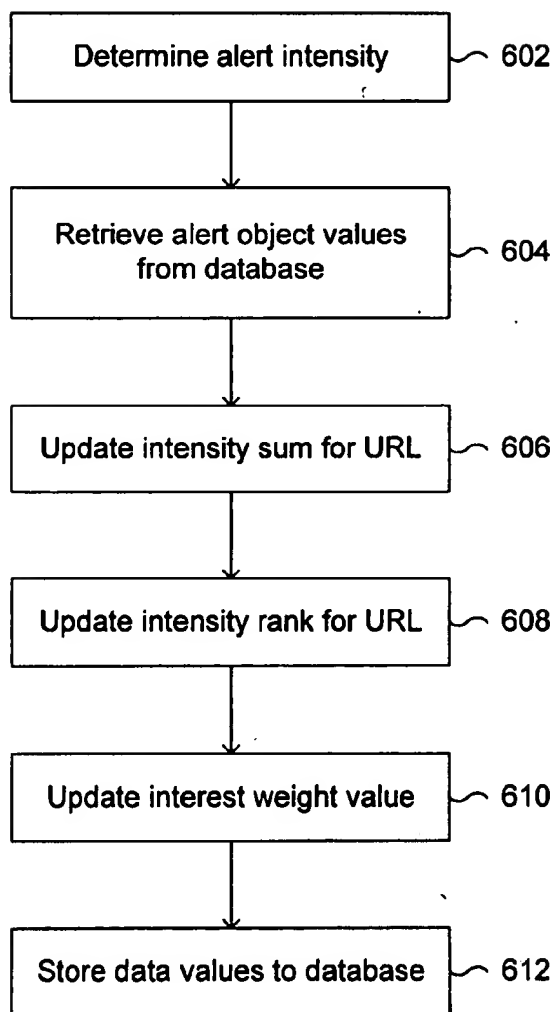 Determine alert intensity
602
Retrieve alert object values
from database
604
Update intensity sum for URL
606
Update intensity rank for URL
608
Update interest weight value
610
Store data values to database
612